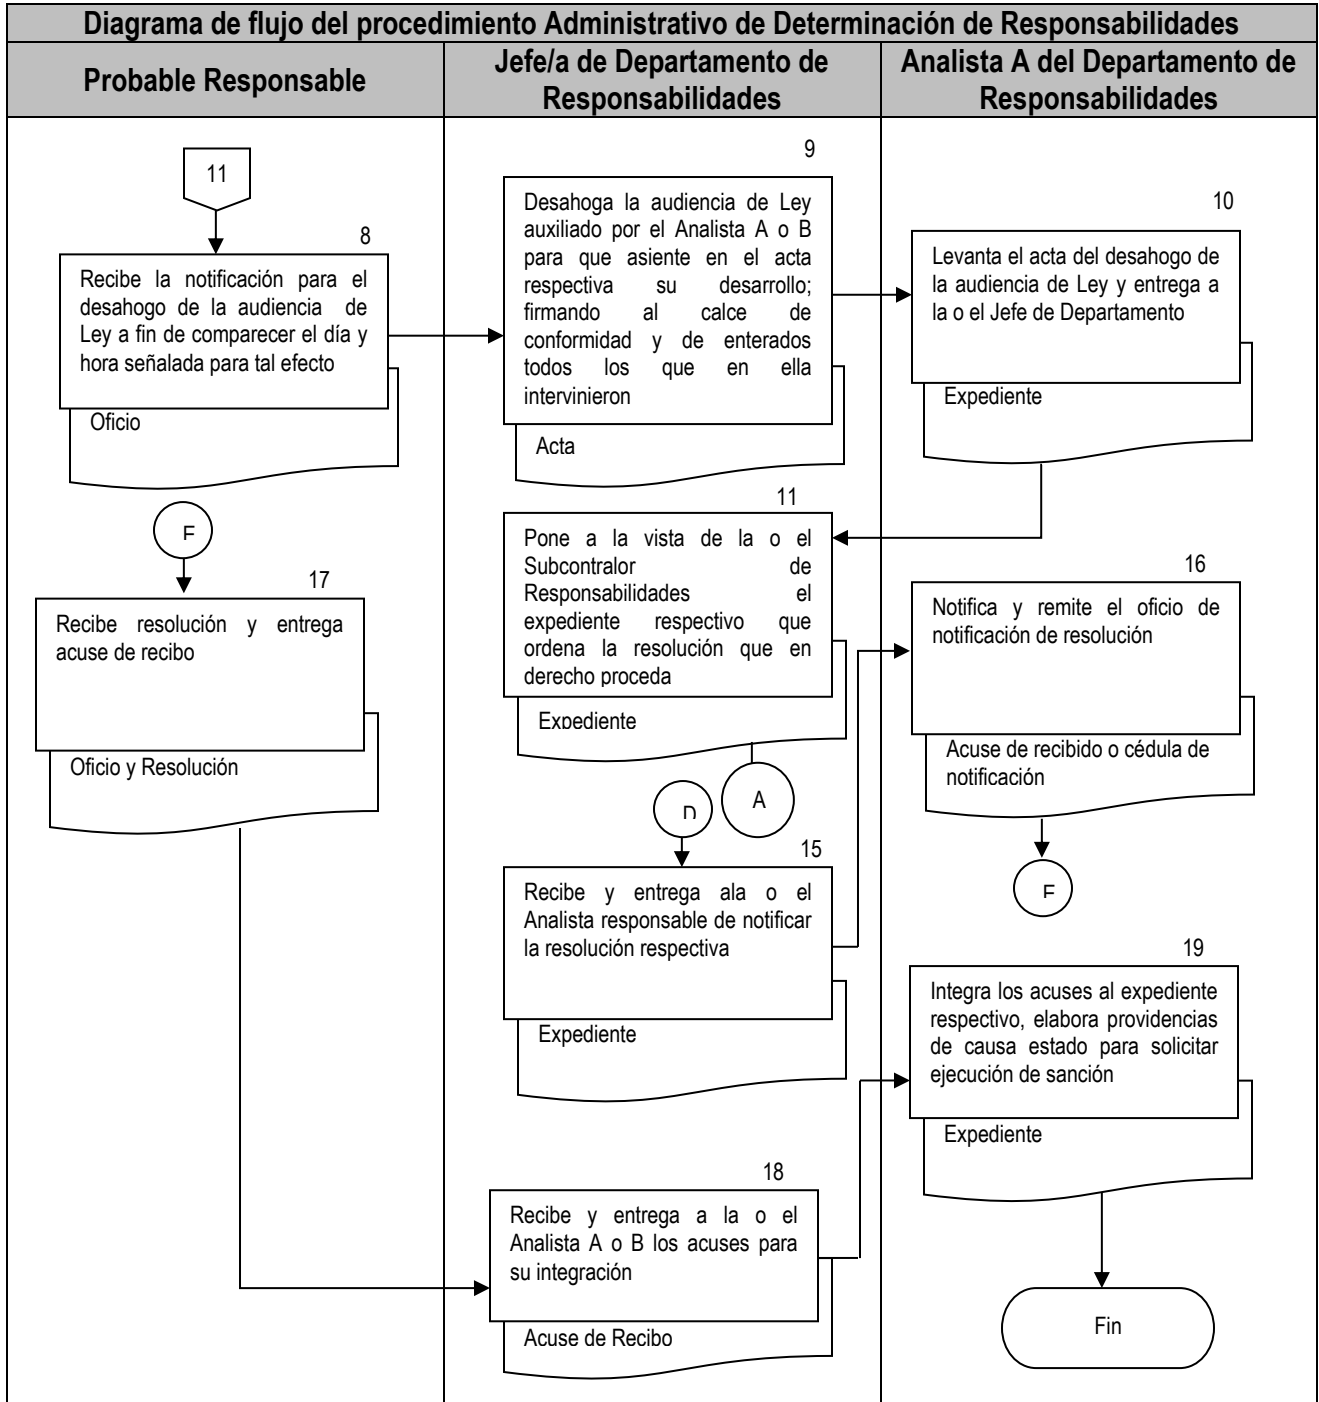 Diagrama de flujo del procedimiento Administrativo de Determinación de Responsabilidades
Probable Responsable
Jefe/a de Departamento de
Responsabilidades
Analista A del Departamento de
Responsabilidades
11
8
Recibe la notificación para el
desahogo de la audiencia de
Ley a fin de comparecer el día y
hora señalada para tal efecto
Oficio
9
Desahoga la audiencia de Ley
auxiliado por el Analista A o B
para que asiente en el acta
respectiva su desarrollo;
firmando al calce de
conformidad y de enterados
todos los que en ella
intervinieron
Acta
10
Levanta el acta del desahogo de
la audiencia de Ley y entrega a
la o el Jefe de Departamento
Expediente
11
Pone a la vista de la o el
Subcontralor de
Responsabilidades el
expediente respectivo que
ordena la resolución que en
derecho proceda
Expediente
A
D
15
Recibe y entrega ala o el
Analista responsable de notificar
la resolución respectiva
Expediente
16
Notifica y remite el oficio de
notificación de resolución
Acuse de recibido o cédula de
notificación
17
Recibe resolución y entrega
acuse de recibo
Oficio y Resolución
18
Recibe y entrega a la o el
Analista A o B los acuses para
su integración
Acuse de Recibo
19
Integra los acuses al expediente
respectivo, elabora providencias
de causa estado para solicitar
ejecución de sanción
Expediente
Fin